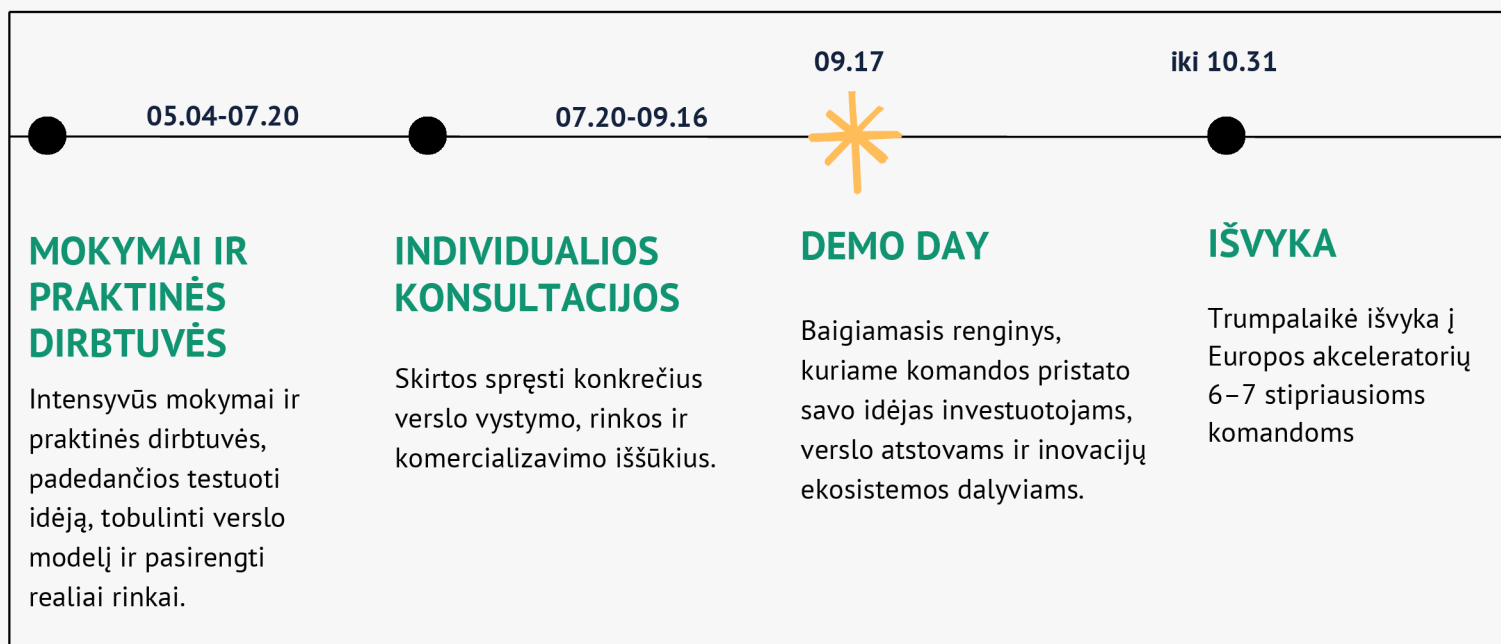 05.04-07.20
MOKYMAI IR
PRAKTINĖS
DIRBTUVĖS
Intensyvūs mokymai ir
praktinės dirbtuvės,
padedančios testuoti
idėją, tobulinti verslo
modelį ir pasirengti
realiai rinkai.
07.20-09.16
INDIVIDUALIOS
KONSULTACIJOS
Skirtos spręsti konkrečius
verslo vystymo, rinkos ir
komercializavimo iššūkius.
09.17
DEMO DAY
Baigiamasis renginys,
kuriame komandos pristato
savo idėjas investuotojams,
verslo atstovams ir inovacijų
ekosistemos dalyviams.
iki 10.31
IŠVYKA
Trumpalaikė išvyka į
Europos akceleratorių
6–7 stipriausioms
komandoms